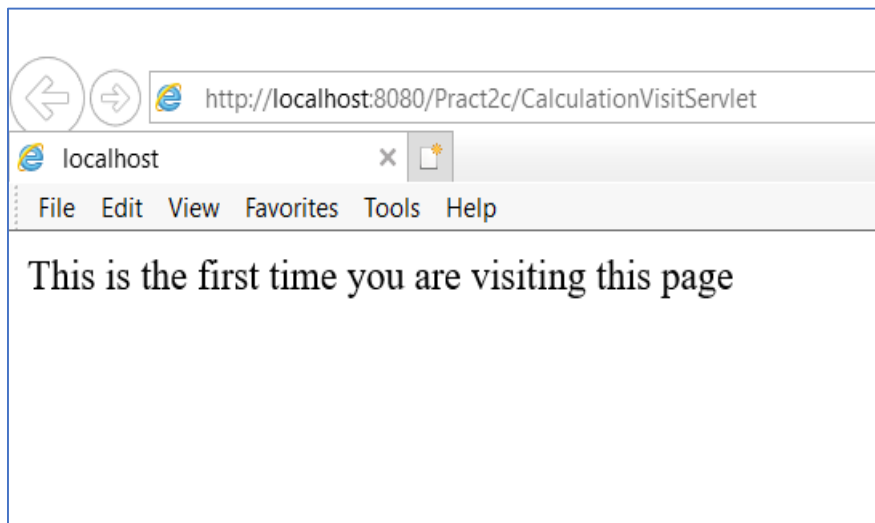 http://localhost:8080/Pract2c/CalculationVisitServlet
localhost
File Edit View Favorites Tools Help
This is the first time you are visiting this page